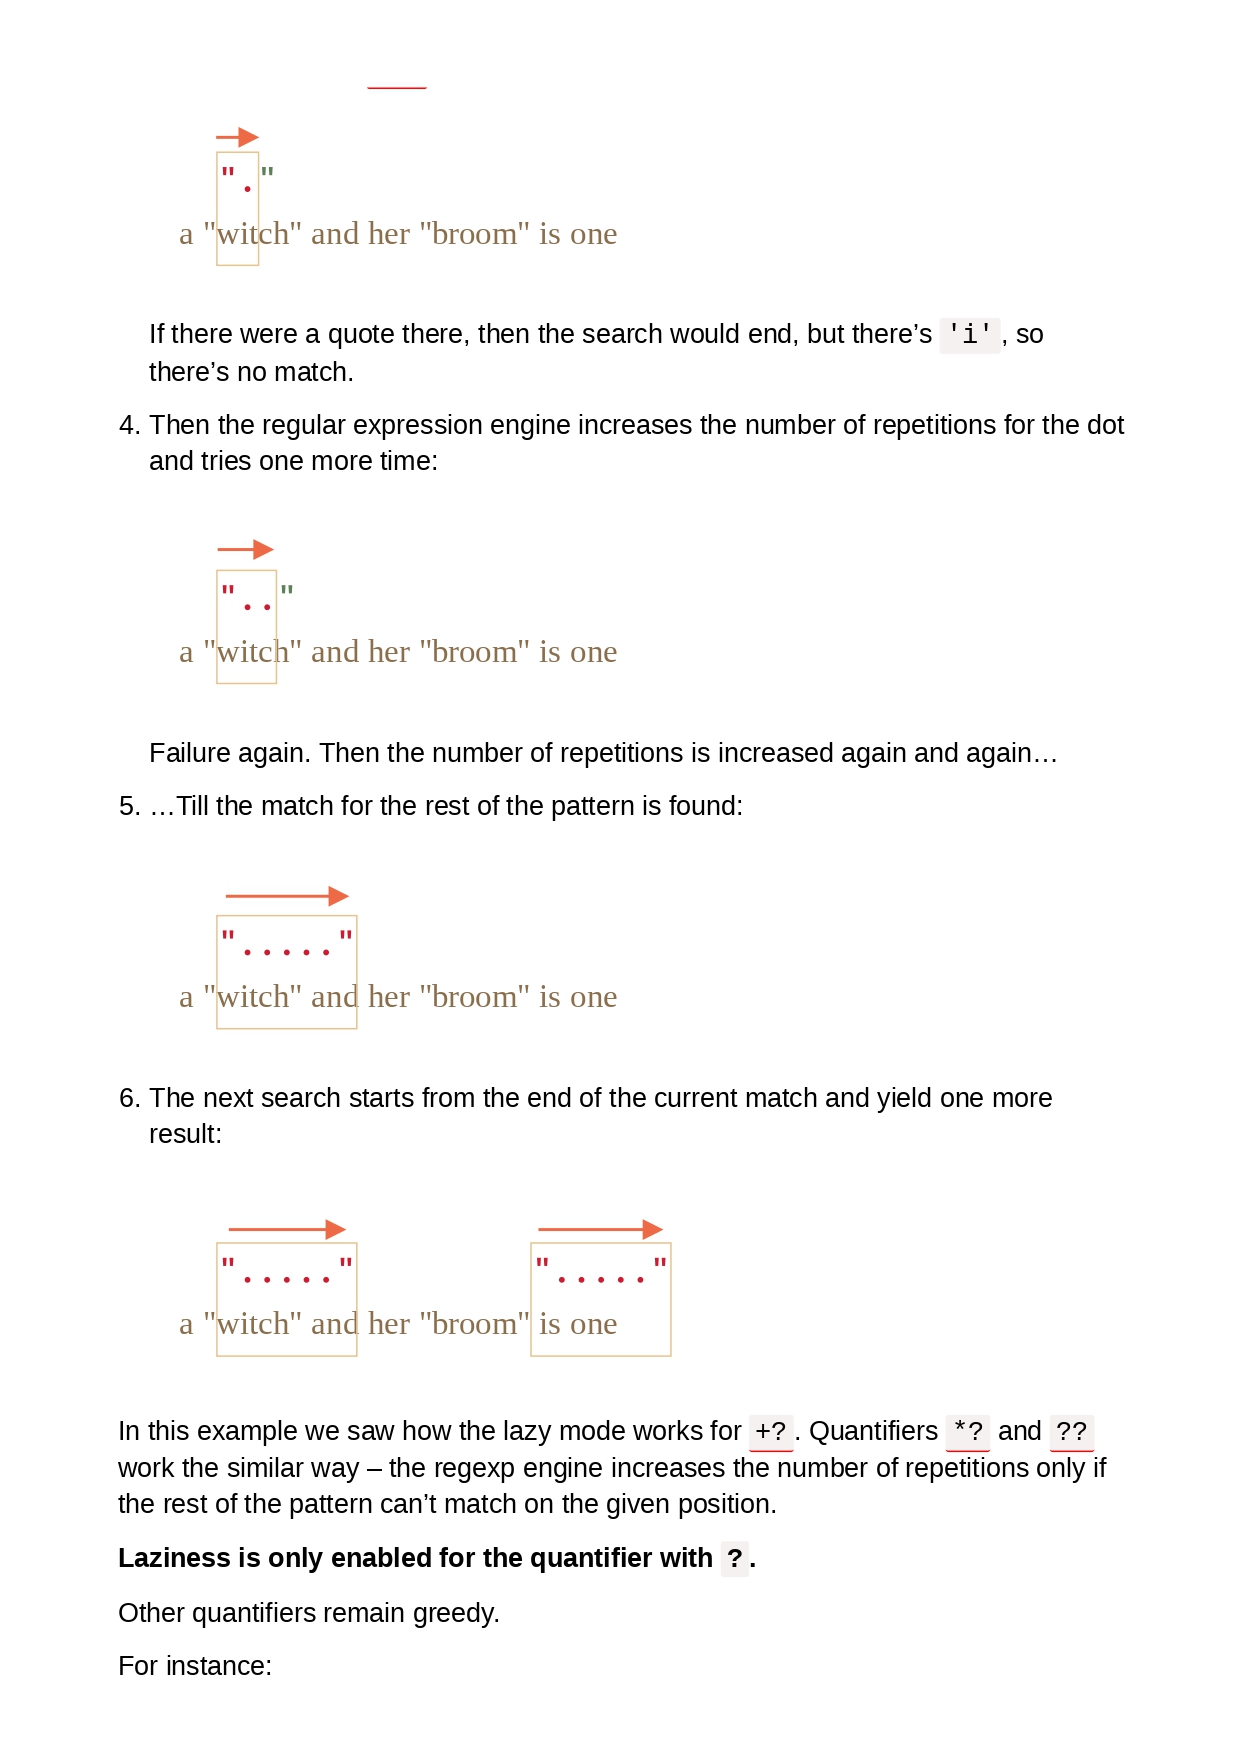 "."
a "witch" and her "broom" is one
If there were a quote there, then the search would end, but there’s 'i' , so
there’s no match.
4. Then the regular expression engine increases the number of repetitions for the dot
and tries one more time:
".."
a "witch" and her "broom" is one
Failure again. Then the number of repetitions is increased again and again…
5. …Till the match for the rest of the pattern is found:
"....."
a "witch" and her "broom" is one
6. The next search starts from the end of the current match and yield one more
result:
"....." "....."
a "witch" and her "broom" is one
In this example we saw how the lazy mode works for +? . Quantifiers *? and ??
work the similar way – the regexp engine increases the number of repetitions only if
the rest of the pattern can’t match on the given position.
Laziness is only enabled for the quantifier with ? .
Other quantifiers remain greedy.
For instance: